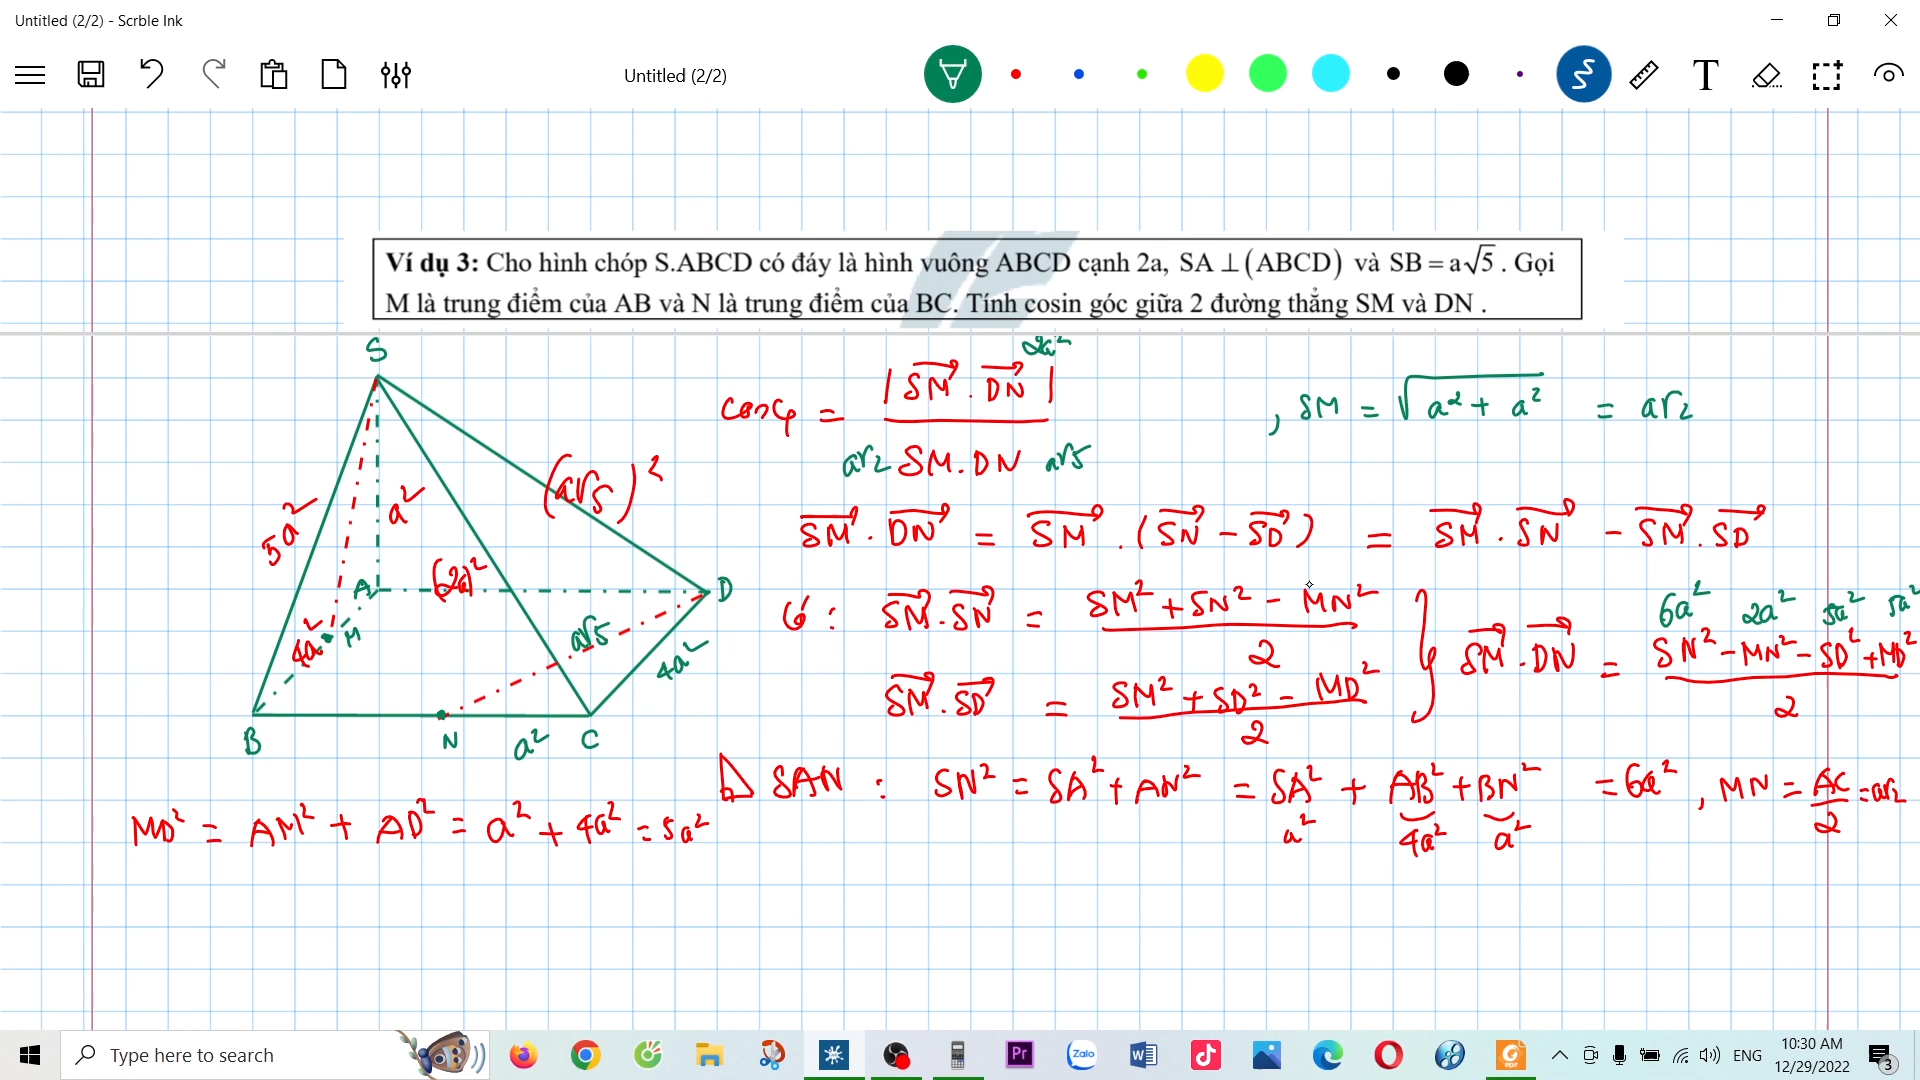 Untitled (2/2) - Scrble Ink
Untitled (2/2)
T
Ví dụ 3: Cho hình chóp S.ABCD có đáy là hình vuông ABCD cạnh 2a, SA ⊥ (ABCD) và SB = a√5 . Gọi
M là trung điểm của AB và N là trung điểm của BC. Tính cosin góc giữa 2 đường thẳng SM và DN .
S
5a²
a²
(a√5)²
A
(2a)²
D
4a²
M
a√5
4a²
B
N
a²
C
2a²
cosφ = |SM⃗ . DN⃗| / SM.DN
a√2
a√5
, SM = √(a² + a²) = a√2
SM⃗ . DN⃗ = SM⃗ . (SN⃗ - SD⃗) = SM⃗ . SN⃗ - SM⃗ . SD⃗
: SM⃗ . SN⃗ = (SM² + SN² - MN²) / 2
SM⃗ . SD⃗ = (SM² + SD² - MD²) / 2
6a² 2a² 5a² 5a²
SM⃗ . DN⃗ = (SN² - MN² - SD² + MD²) / 2
SAN : SN² = SA² + AN² = SA² + AB² + BN² = 6a² , MN = AC/2 = a√2
a² 4a² a²
MD² = AM² + AD² = a² + 4a² = 5a²
Type here to search
Pr
Zalo
W
PDF
ENG
10:30 AM
12/29/2022
3